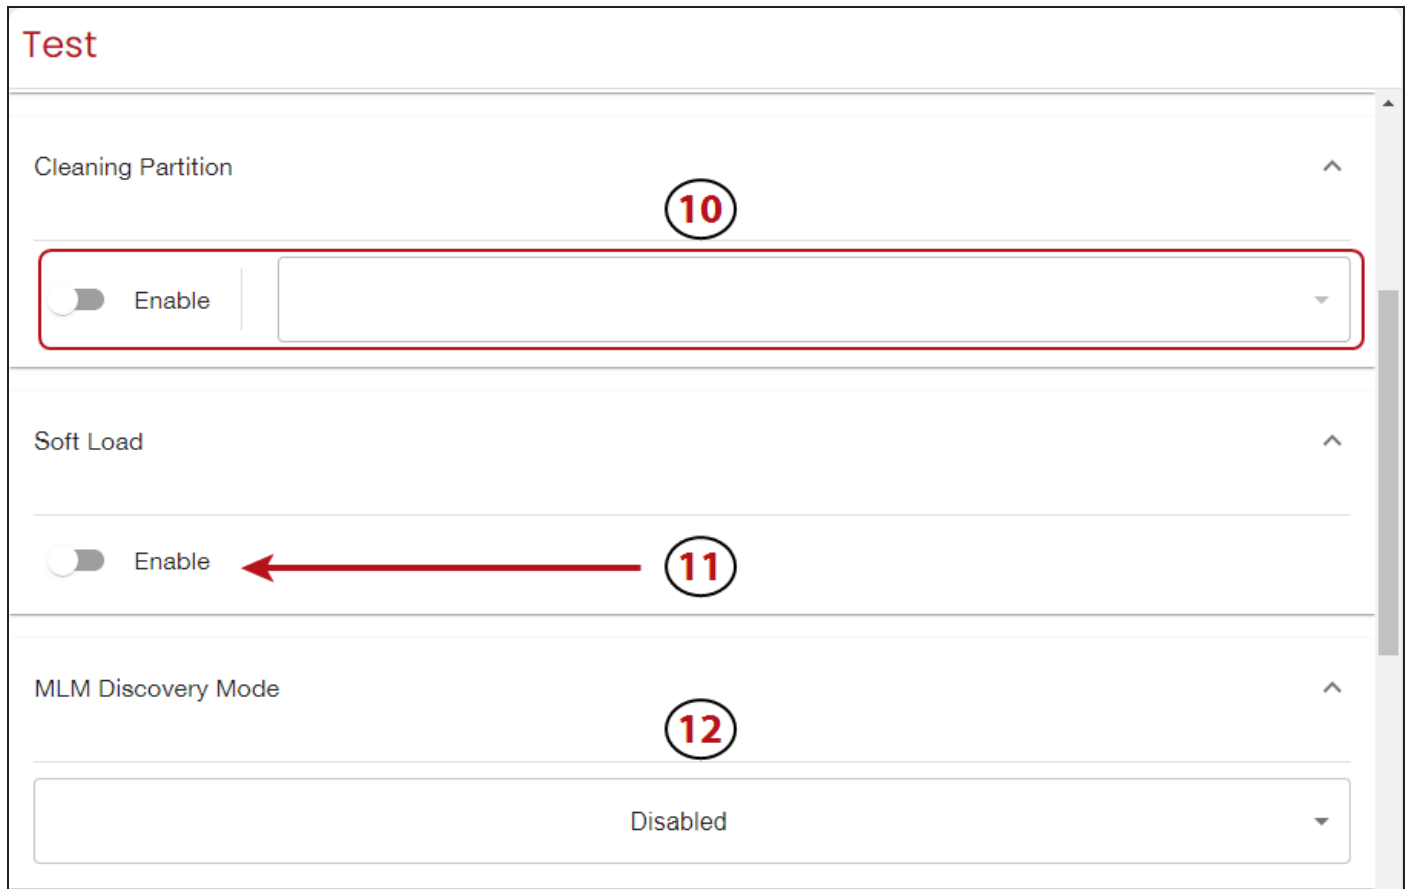 Test
Cleaning Partition
10
Enable
Soft Load
Enable
11
MLM Discovery Mode
12
Disabled